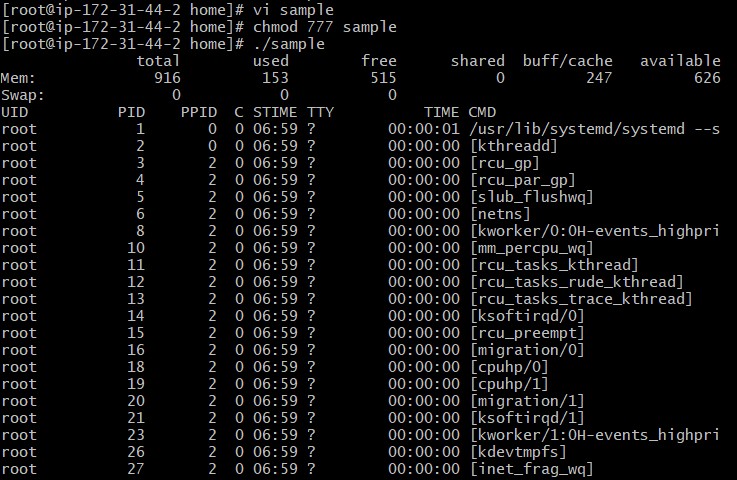 [root@ip-172-31-44-2 home]# vi sample
[root@ip-172-31-44-2 home]# chmod 777 sample
[root@ip-172-31-44-2 home]# ./sample
total used free shared buff/cache available
Mem: 916 153 515 0 247 626
Swap: 0 0 0
UID PID PPID C STIME TTY TIME CMD
root 1 0 0 06:59 ? 00:00:01 /usr/lib/systemd/systemd --s
root 2 0 0 06:59 ? 00:00:00 [kthreadd]
root 3 2 0 06:59 ? 00:00:00 [rcu_gp]
root 4 2 0 06:59 ? 00:00:00 [rcu_par_gp]
root 5 2 0 06:59 ? 00:00:00 [slub_flushwq]
root 6 2 0 06:59 ? 00:00:00 [netns]
root 8 2 0 06:59 ? 00:00:00 [kworker/0:0H-events_highpri
root 10 2 0 06:59 ? 00:00:00 [mm_percpu_wq]
root 11 2 0 06:59 ? 00:00:00 [rcu_tasks_kthread]
root 12 2 0 06:59 ? 00:00:00 [rcu_tasks_rude_kthread]
root 13 2 0 06:59 ? 00:00:00 [rcu_tasks_trace_kthread]
root 14 2 0 06:59 ? 00:00:00 [ksoftirqd/0]
root 15 2 0 06:59 ? 00:00:00 [rcu_preempt]
root 16 2 0 06:59 ? 00:00:00 [migration/0]
root 18 2 0 06:59 ? 00:00:00 [cpuhp/0]
root 19 2 0 06:59 ? 00:00:00 [cpuhp/1]
root 20 2 0 06:59 ? 00:00:00 [migration/1]
root 21 2 0 06:59 ? 00:00:00 [ksoftirqd/1]
root 23 2 0 06:59 ? 00:00:00 [kworker/1:0H-events_highpri
root 26 2 0 06:59 ? 00:00:00 [kdevtmpfs]
root 27 2 0 06:59 ? 00:00:00 [inet_frag_wq]